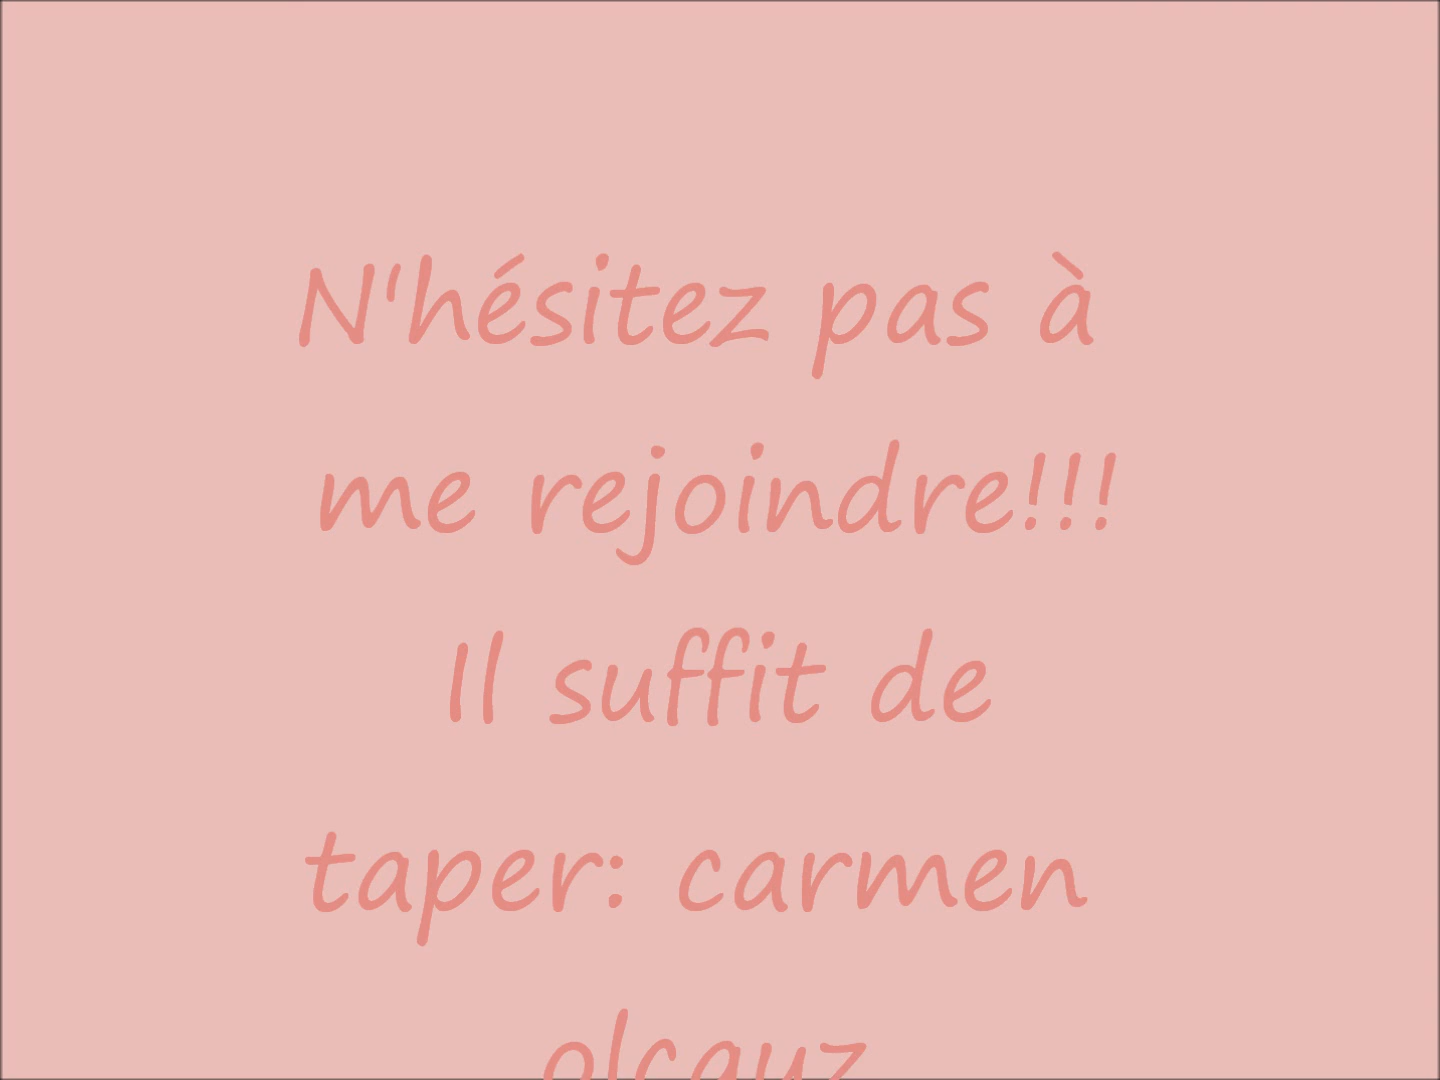 N'hésitez pas à
me rejoindre!!!
Il suffit de
taper: carmen